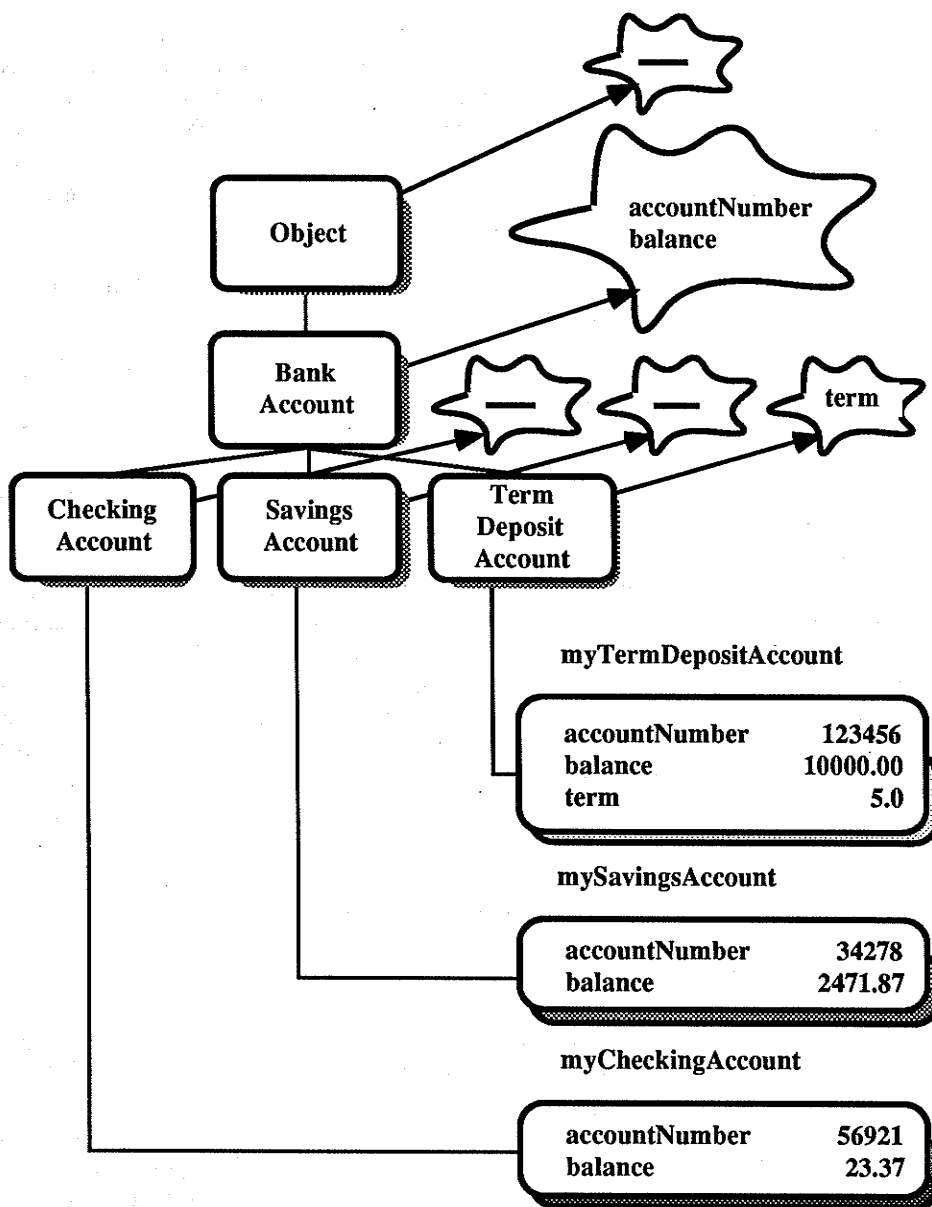 Object
accountNumber
balance
Bank
Account
term
Checking
Account
Savings
Account
Term
Deposit
Account
myTermDepositAccount
accountNumber 123456
balance 10000.00
term 5.0
mySavingsAccount
accountNumber 34278
balance 2471.87
myCheckingAccount
accountNumber 56921
balance 23.37